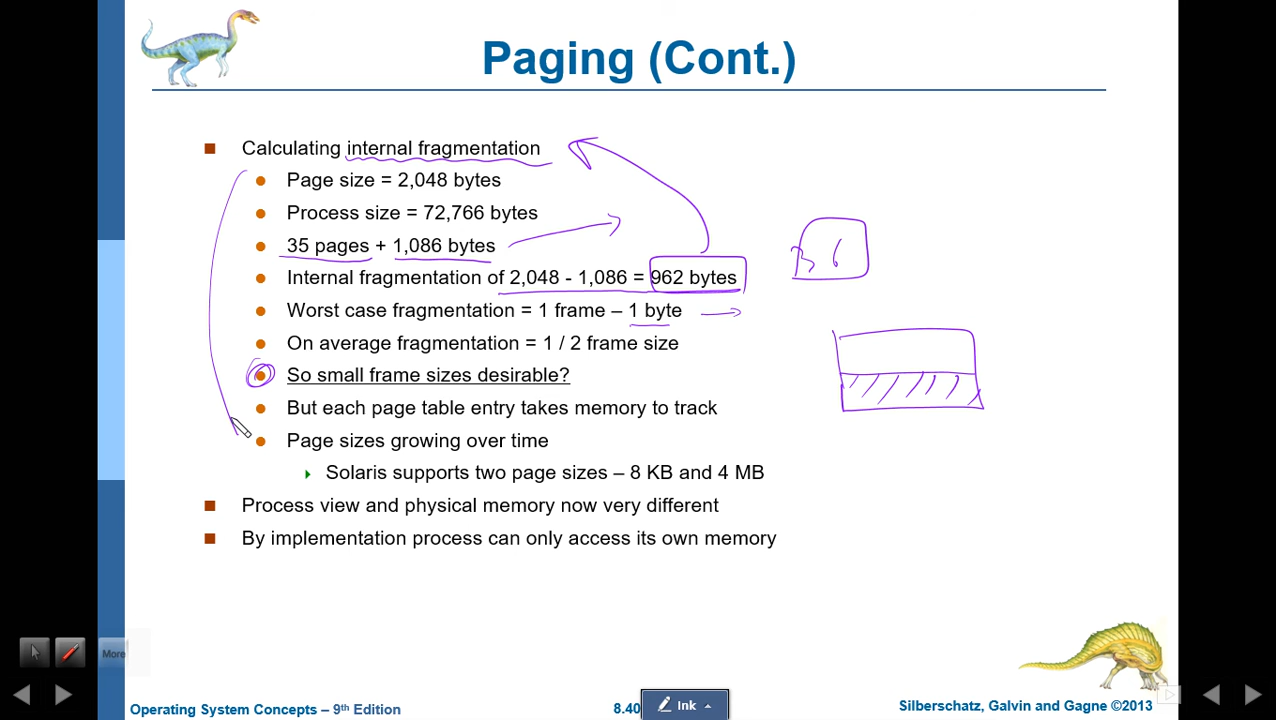 Paging (Cont.)
Calculating internal fragmentation
Page size = 2,048 bytes
Process size = 72,766 bytes
35 pages + 1,086 bytes
Internal fragmentation of 2,048 - 1,086 = 962 bytes
36
Worst case fragmentation = 1 frame – 1 byte
On average fragmentation = 1 / 2 frame size
So small frame sizes desirable?
But each page table entry takes memory to track
Page sizes growing over time
Solaris supports two page sizes – 8 KB and 4 MB
Process view and physical memory now very different
By implementation process can only access its own memory
More
Operating System Concepts – 9th Edition
8.40
Ink
Silberschatz, Galvin and Gagne ©2013